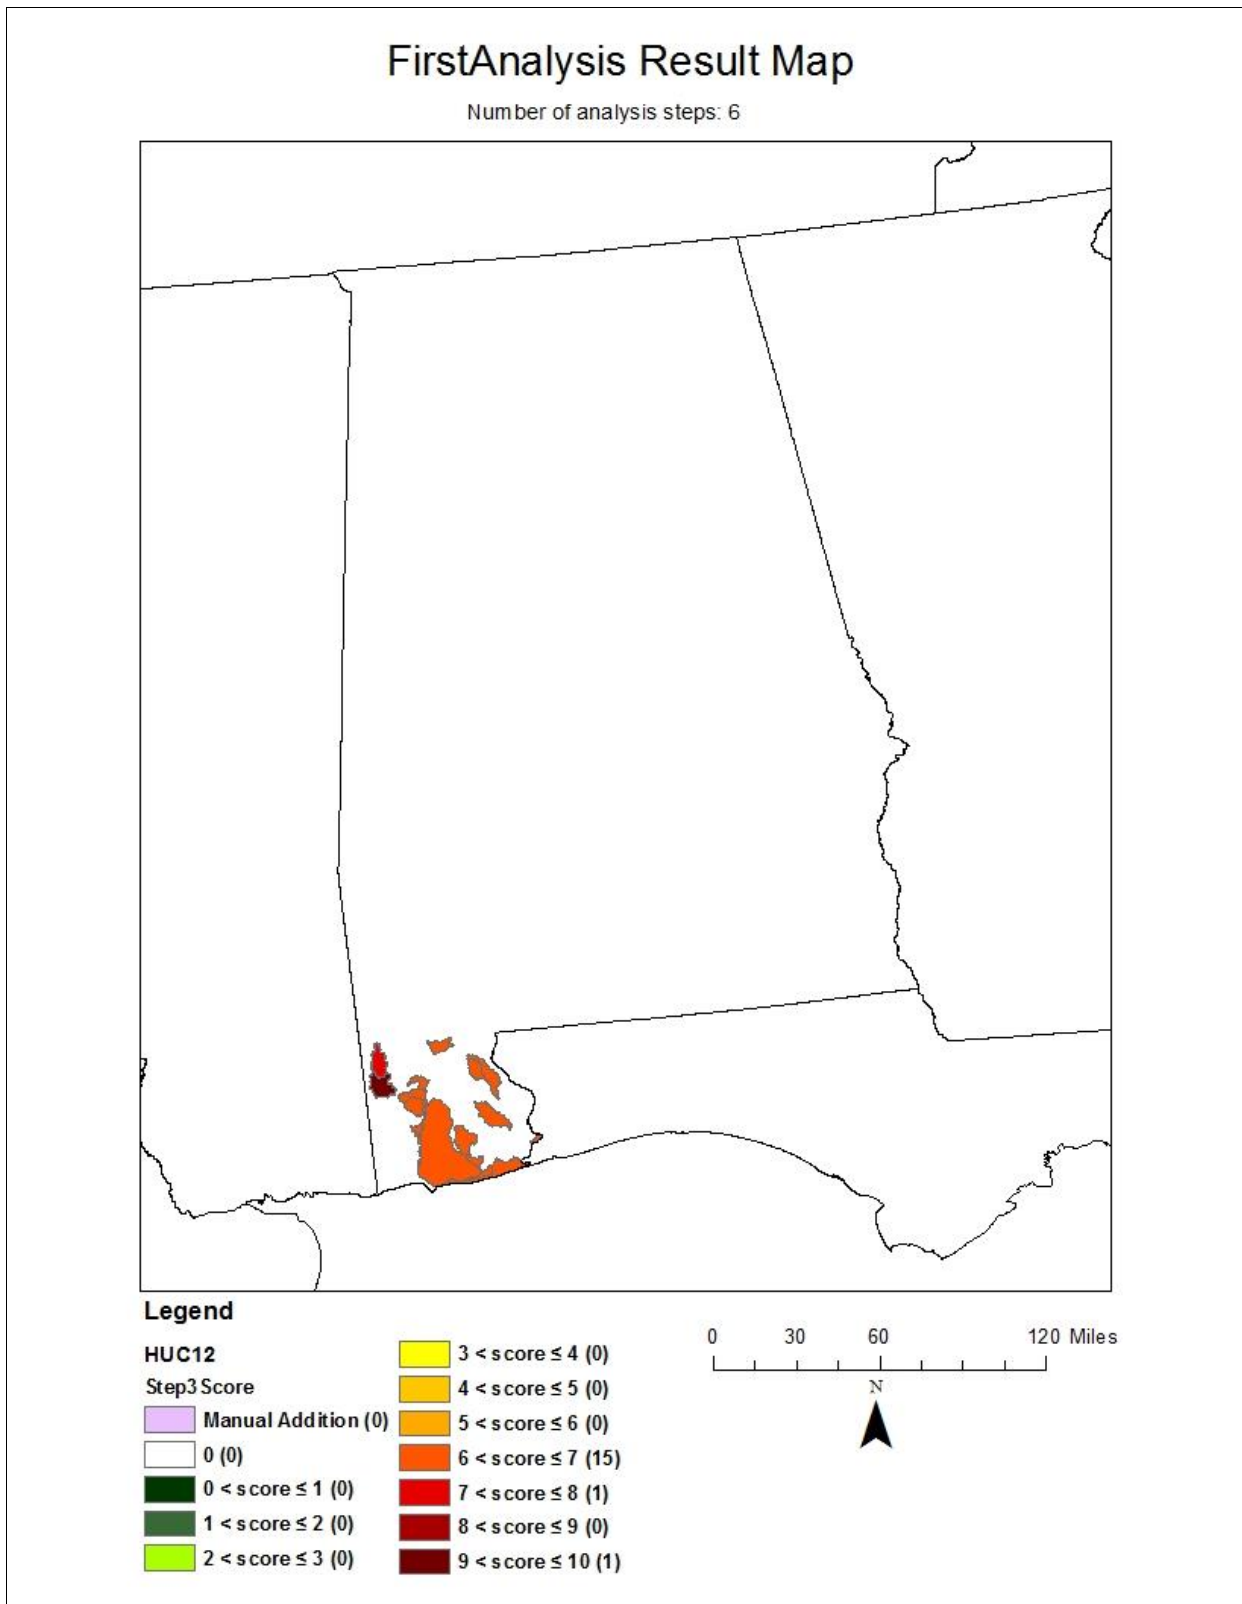 FirstAnalysis Result Map
Number of analysis steps: 6
Legend
HUC12
Step3 Score
Manual Addition (0)
0 (0)
0 < score ≤ 1 (0)
1 < score ≤ 2 (0)
2 < score ≤ 3 (0)
3 < score ≤ 4 (0)
4 < score ≤ 5 (0)
5 < score ≤ 6 (0)
6 < score ≤ 7 (15)
7 < score ≤ 8 (1)
8 < score ≤ 9 (0)
9 < score ≤ 10 (1)
0 30 60 120 Miles
N